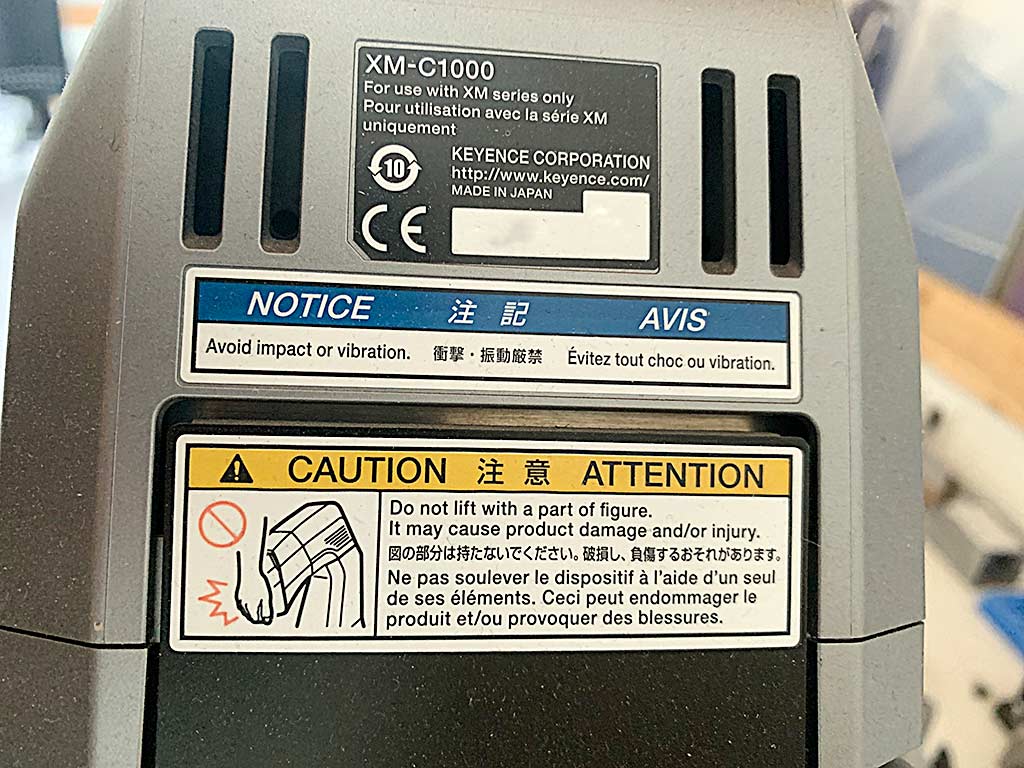 XM-C1000
For use with XM series only
Pour utilisation avec la série XM
uniquement
10
KEYENCE CORPORATION
http://www.keyence.com/
MADE IN JAPAN
CE
NOTICE 注記 AVIS
Avoid impact or vibration. 衝撃・振動厳禁 Évitez tout choc ou vibration.
CAUTION 注意 ATTENTION
Do not lift with a part of figure.
It may cause product damage and/or injury.
図の部分は持たないでください。破損し、負傷するおそれがあります。
Ne pas soulever le dispositif à l'aide d'un seul
de ses éléments. Ceci peut endommager le
produit et/ou provoquer des blessures.